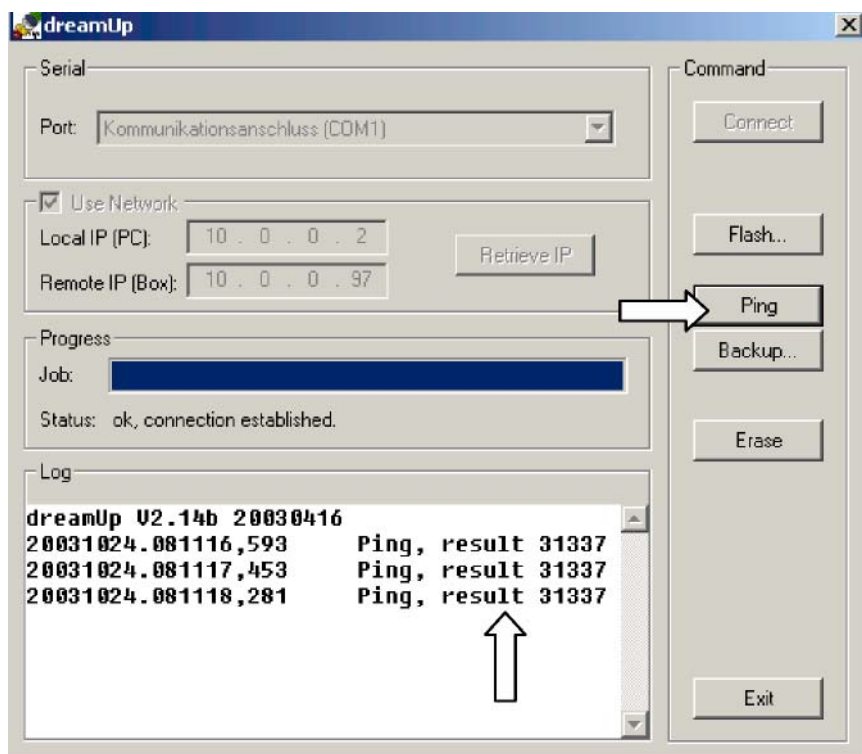 dreamUp
Serial
Port: Kommunikationsanschluss (COM1)
Use Network
Local IP (PC): 10 . 0 . 0 . 2
Remote IP (Box): 10 . 0 . 0 . 97
Retrieve IP
Progress
Job:
Status: ok, connection established.
Log
dreamUp V2.14b 20030416
20031024.081116,593 Ping, result 31337
20031024.081117,453 Ping, result 31337
20031024.081118,281 Ping, result 31337
Command
Connect
Flash...
Ping
Backup...
Erase
Exit